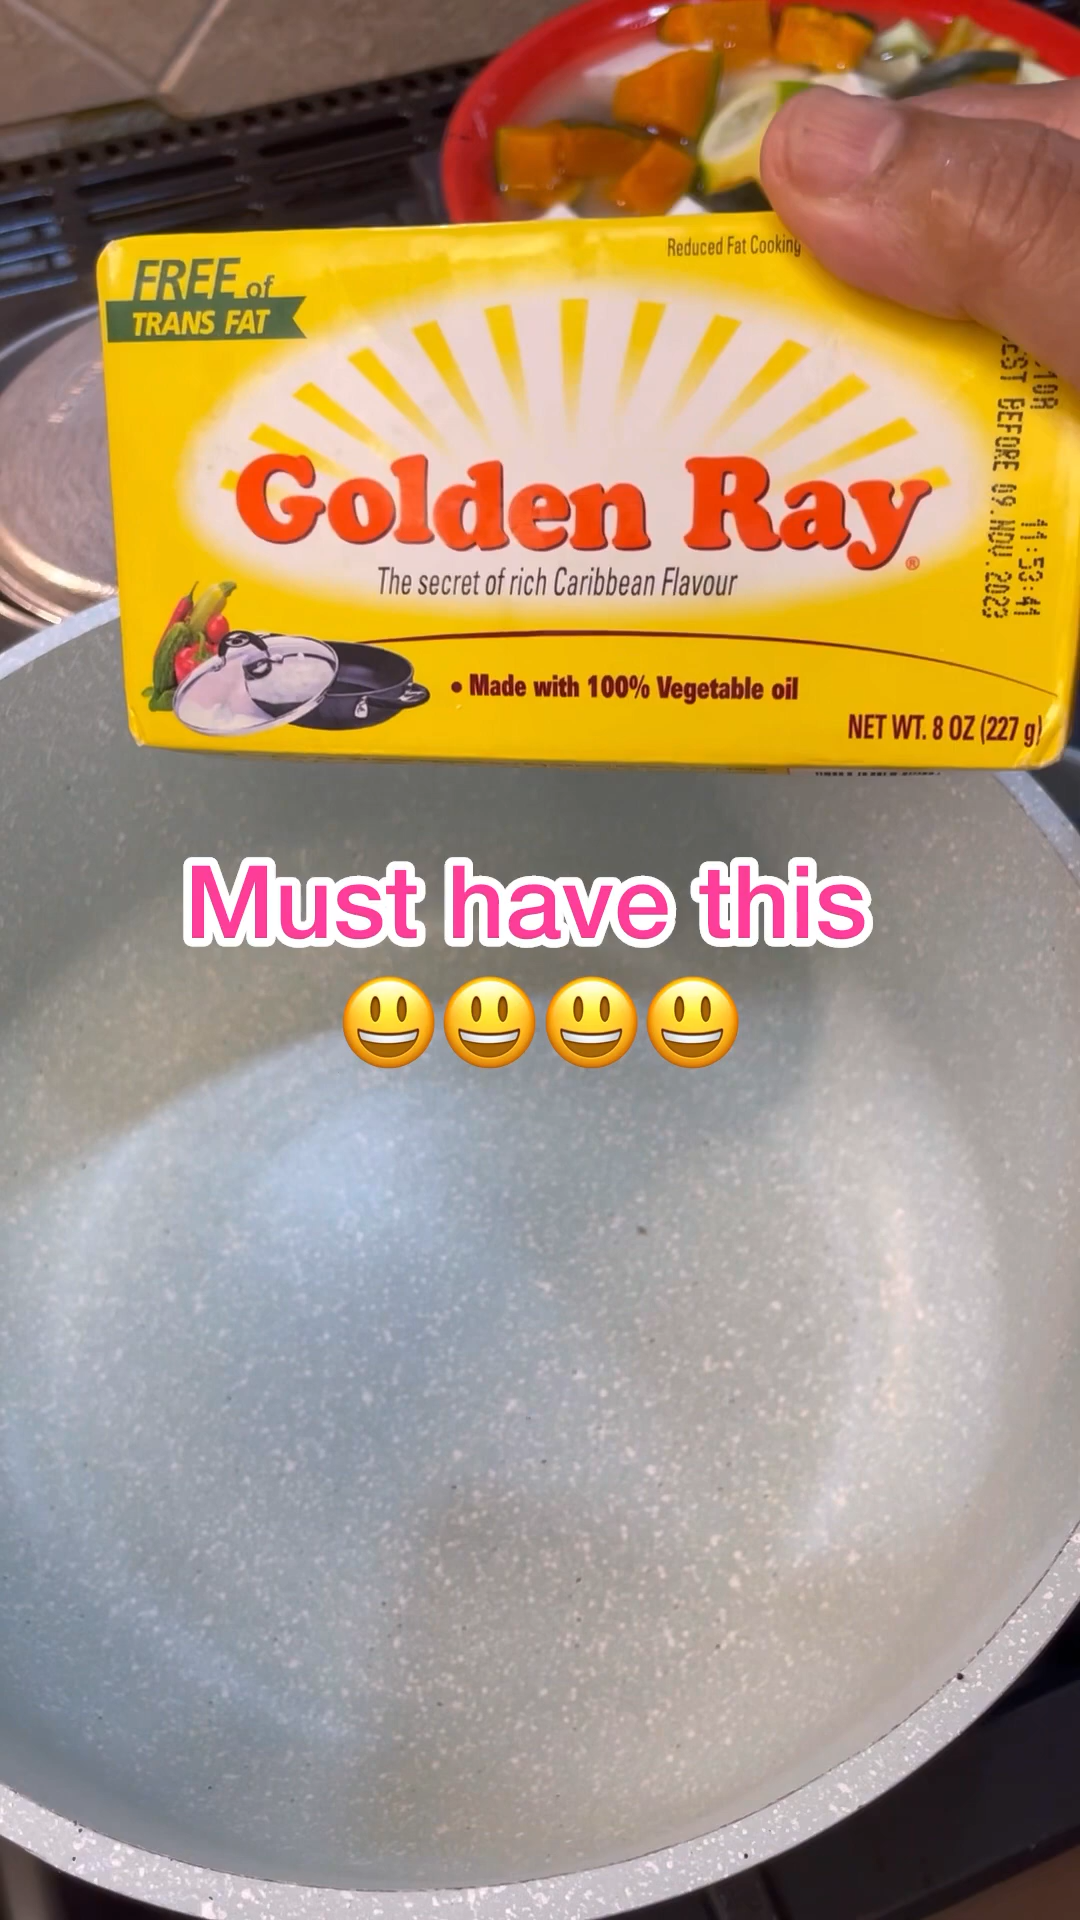 FREE of
TRANS FAT
Reduced Fat Cooking
Golden Ray®
The secret of rich Caribbean Flavour
• Made with 100% Vegetable oil
NET WT. 8 OZ (227 g)
BEFORE 09.NOV.2023
11:53:41
Must have this
😃😃😃😃